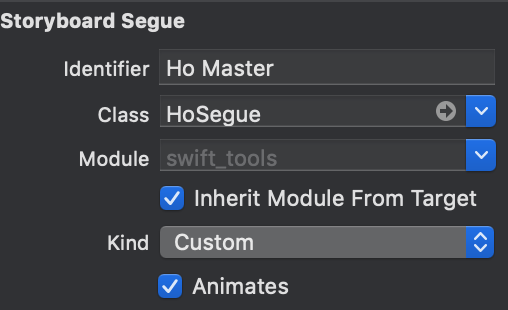 Storyboard Segue
Identifier Ho Master
Class HoSegue
Module swift_tools
Inherit Module From Target
Kind Custom
Animates